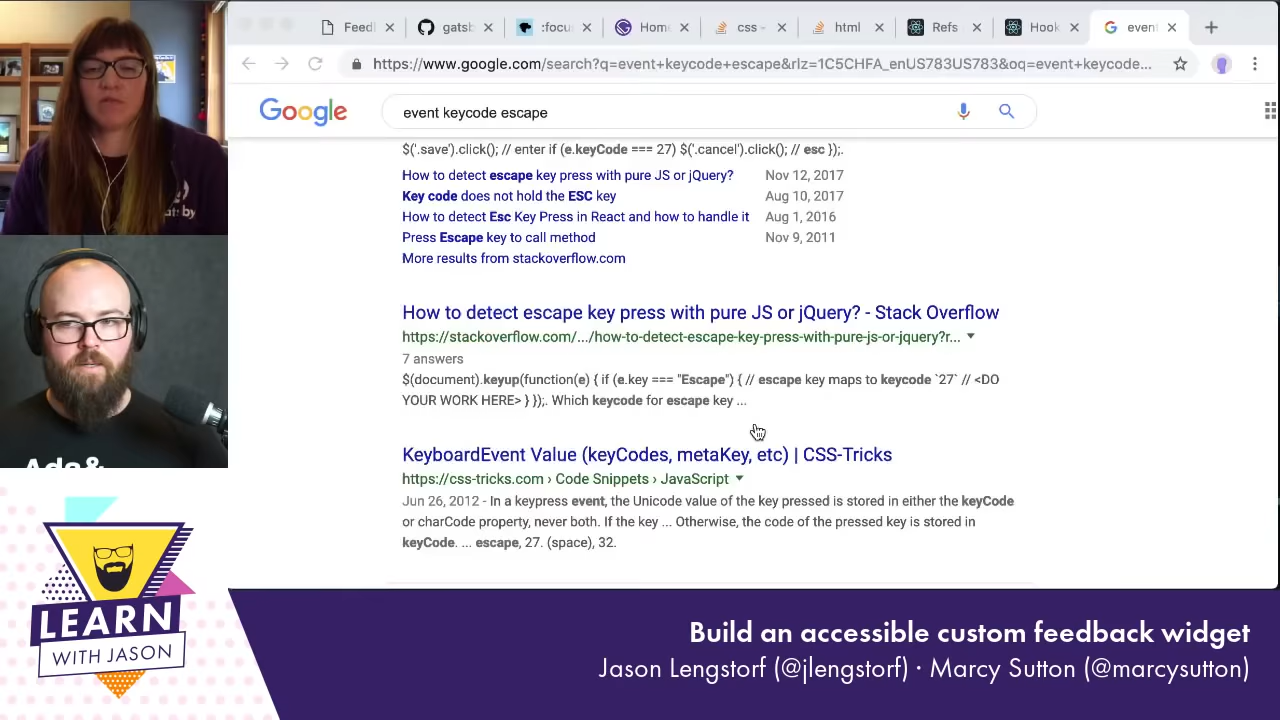 Feed
gatsb
:focus
Home
css -
html
Refs
Hook
event
https://www.google.com/search?q=event+keycode+escape&rlz=1C5CHFA_enUS783US783&oq=event+keycode...
Google
event keycode escape
$('.save').click(); // enter if (e.keyCode === 27) $('.cancel').click(); // esc });.
How to detect escape key press with pure JS or jQuery? Nov 12, 2017
Key code does not hold the ESC key Aug 10, 2017
How to detect Esc Key Press in React and how to handle it Aug 1, 2016
Press Escape key to call method Nov 9, 2011
More results from stackoverflow.com
How to detect escape key press with pure JS or jQuery? - Stack Overflow
https://stackoverflow.com/.../how-to-detect-escape-key-press-with-pure-js-or-jquery?r...
7 answers
$(document).keyup(function(e) { if (e.key === "Escape") { // escape key maps to keycode `27` // <DO
YOUR WORK HERE> } });. Which keycode for escape key ...
KeyboardEvent Value (keyCodes, metaKey, etc) | CSS-Tricks
https://css-tricks.com › Code Snippets › JavaScript
Jun 26, 2012 - In a keypress event, the Unicode value of the key pressed is stored in either the keyCode
or charCode property, never both. If the key ... Otherwise, the code of the pressed key is stored in
keyCode. ... escape, 27. (space), 32.
LEARN
WITH JASON
Build an accessible custom feedback widget
Jason Lengstorf (@jlengstorf) · Marcy Sutton (@marcysutton)